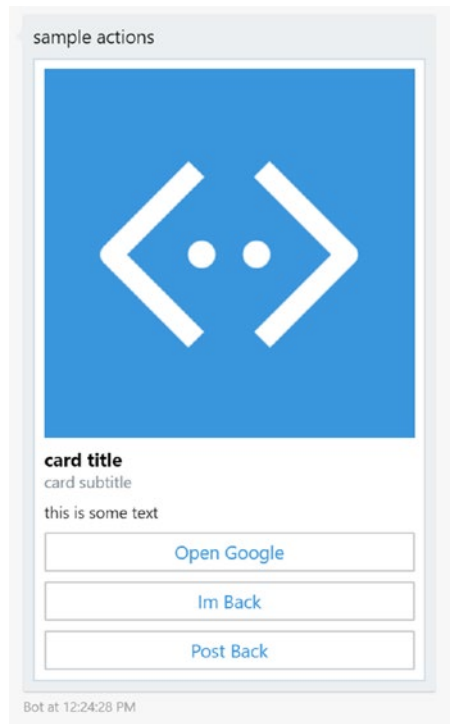 sample actions
card title
card subtitle
this is some text
Open Google
Im Back
Post Back
Bot at 12:24:28 PM